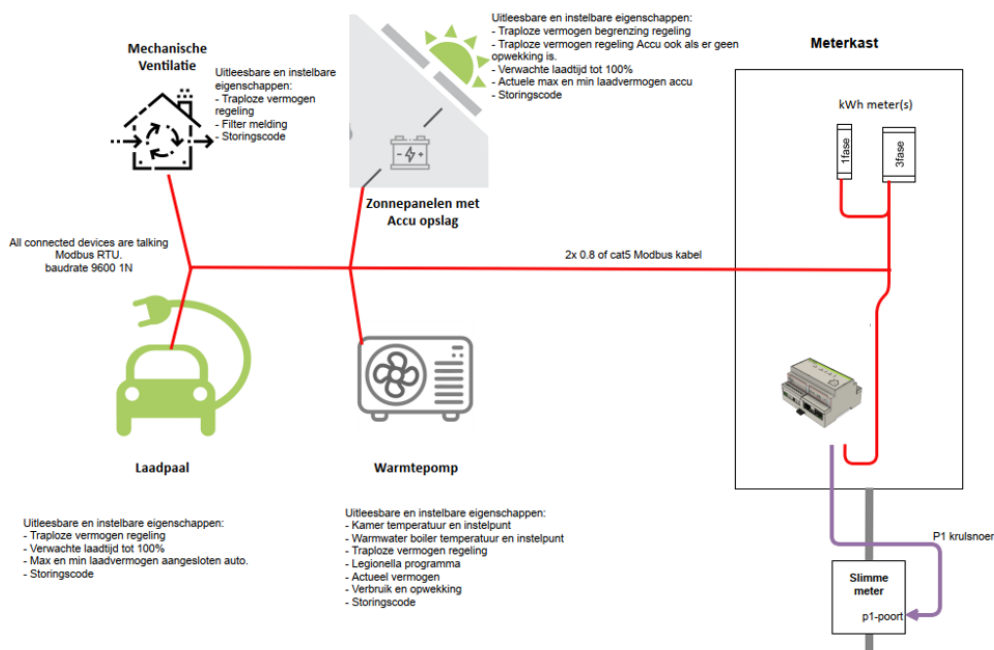 Mechanische
Ventilatie
Uitleesbare en instelbare
eigenschappen:
- Traploze vermogen
regeling
- Filter melding
- Storingscode
Uitleesbare en instelbare eigenschappen:
- Traploze vermogen begrenzing regeling
- Traploze vermogen regeling Accu ook als er geen
opwekking is.
- Verwachte laadtijd tot 100%
- Actuele max en min laadvermogen accu
- Storingscode
Zonnepanelen met
Accu opslag
Meterkast
kWh meter(s)
1fase
3fase
All connected devices are talking
Modbus RTU.
baudrate 9600 1N
2x 0.8 of cat5 Modbus kabel
Laadpaal
Uitleesbare en instelbare eigenschappen:
- Traploze vermogen regeling
- Verwachte laadtijd tot 100%
- Max en min laadvermogen aangesloten auto.
- Storingscode
Warmtepomp
Uitleesbare en instelbare eigenschappen:
- Kamer temperatuur en instelpunt
- Warmwater boiler temperatuur en instelpunt
- Traploze vermogen regeling
- Legionella programma
- Actueel vermogen
- Verbruik en opwekking
- Storingscode
P1 krulsnoer
Slimme
meter
p1-poort